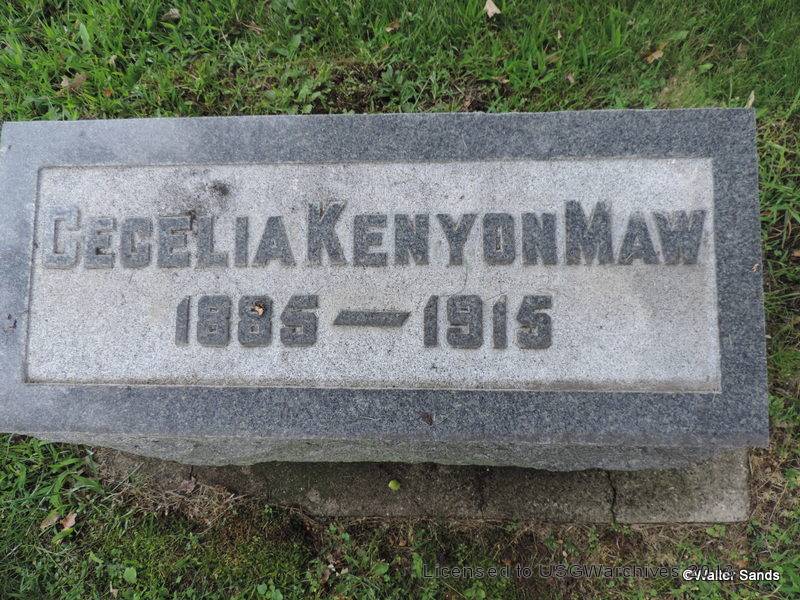 CECELIA KENYON MAW
1885 — 1915
Licensed to USGWarchives
©Walter Sands